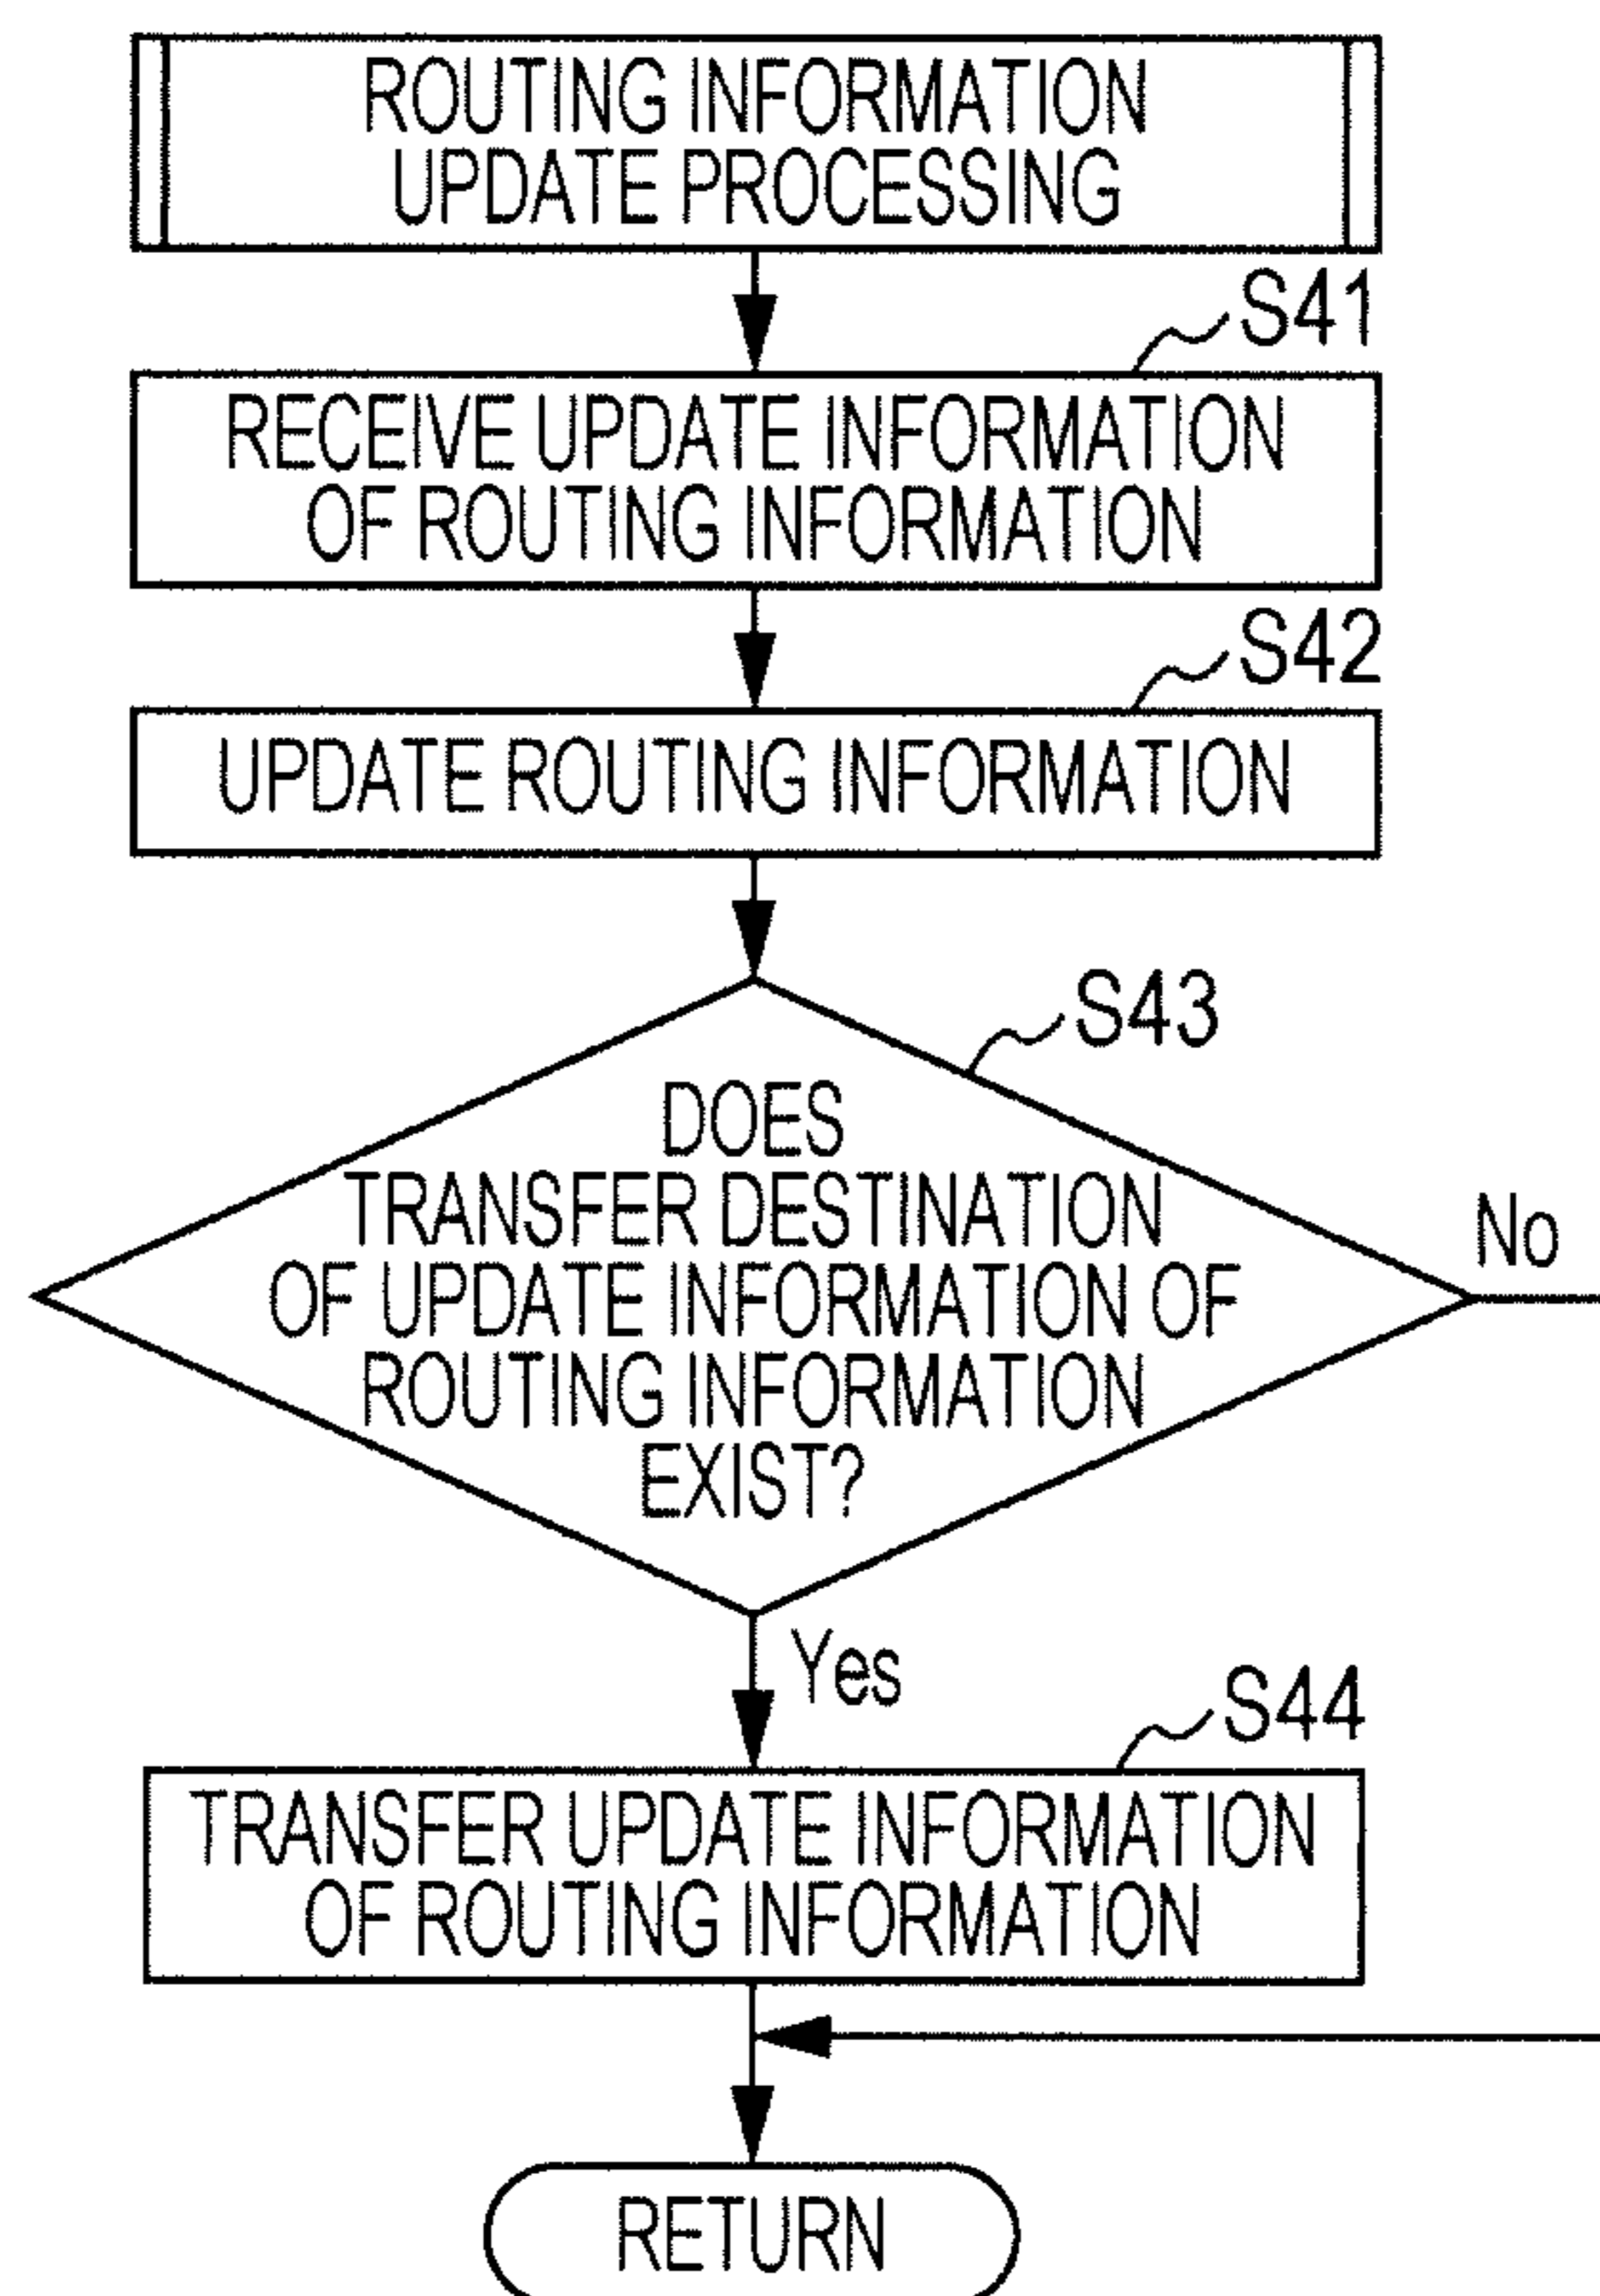 ROUTING INFORMATION
UPDATE PROCESSING
S41
RECEIVE UPDATE INFORMATION
OF ROUTING INFORMATION
S42
UPDATE ROUTING INFORMATION
S43
DOES
TRANSFER DESTINATION
OF UPDATE INFORMATION OF
ROUTING INFORMATION
EXIST?
No
Yes
S44
TRANSFER UPDATE INFORMATION
OF ROUTING INFORMATION
RETURN